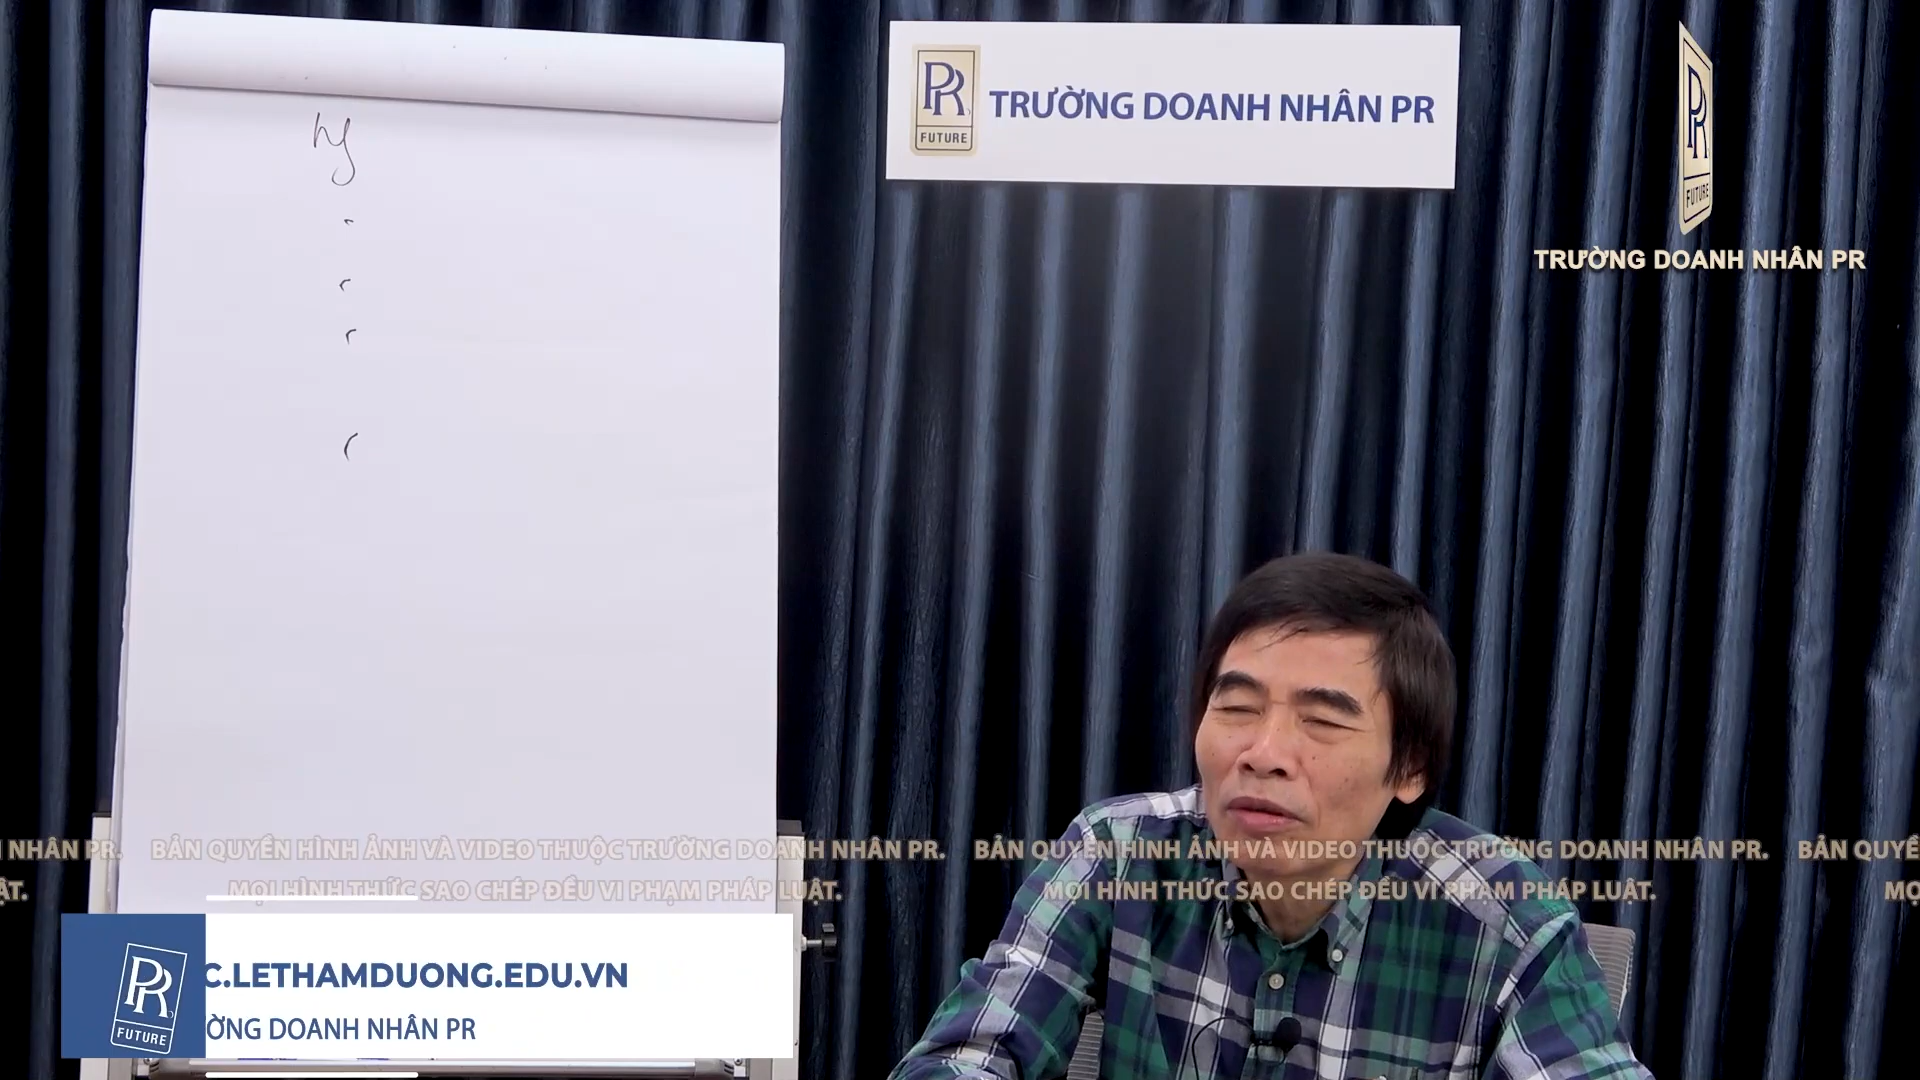 PR
FUTURE
TRƯỜNG DOANH NHÂN PR
PR
FUTURE
TRƯỜNG DOANH NHÂN PR
NHÂN PR. BẢN QUYỀN HÌNH ẢNH VÀ VIDEO THUỘC TRƯỜNG DOANH NHÂN PR. BẢN QUYỀN HÌNH ẢNH VÀ VIDEO THUỘC TRƯỜNG DOANH NHÂN PR. BẢN QUYỀ
ẬT. MỌI HÌNH THỨC SAO CHÉP ĐỀU VI PHẠM PHÁP LUẬT. MỌI HÌNH THỨC SAO CHÉP ĐỀU VI PHẠM PHÁP LUẬT. MỌ
C.LETHAMDUONG.EDU.VN
ỜNG DOANH NHÂN PR
PR
FUTURE